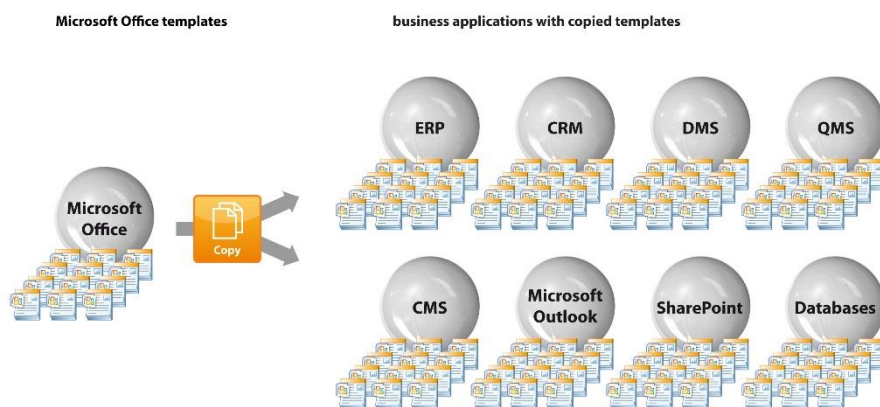 Microsoft Office templates
business applications with copied templates
ERP
CRM
DMS
QMS
Microsoft
Office
Copy
CMS
Microsoft
Outlook
SharePoint
Databases